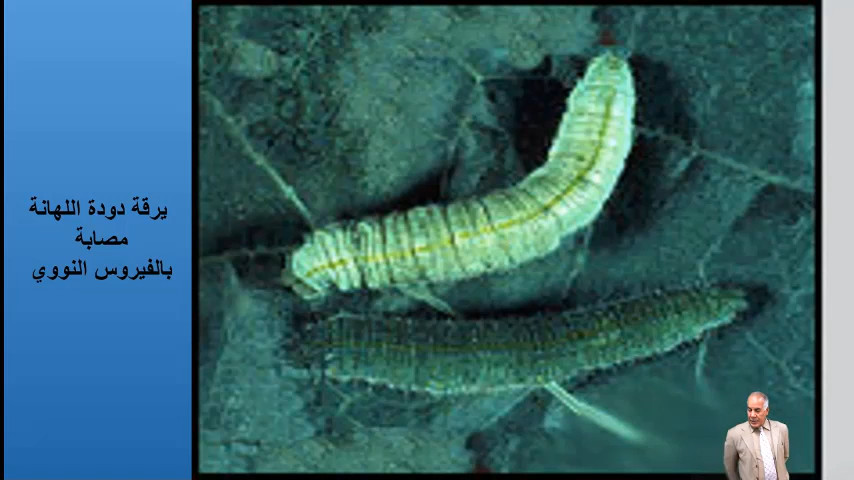 يرقة دودة اللهانة
مصابة
بالفيروس النووي